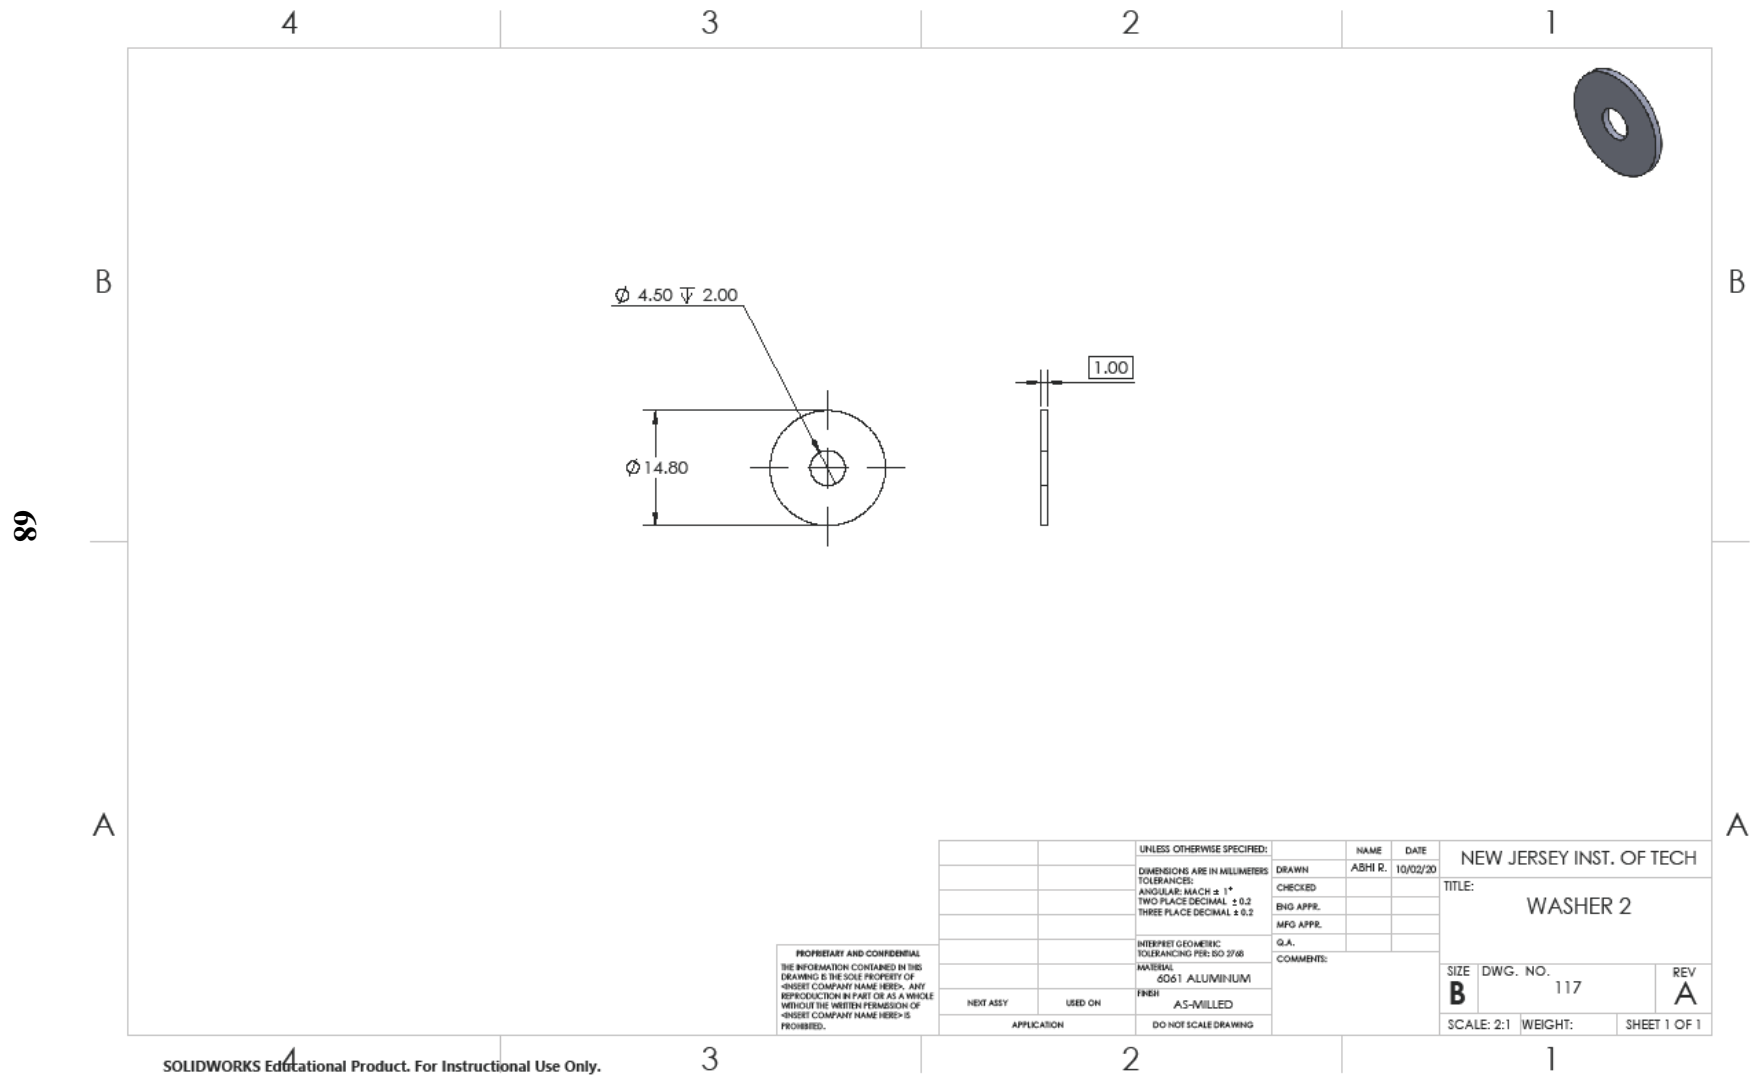 4 3 2 1
B B
⌀ 4.50 ↧ 2.00
1.00
⌀14.80
89
A A
UNLESS OTHERWISE SPECIFIED:
DIMENSIONS ARE IN MILLIMETERS
TOLERANCES:
ANGULAR: MACH ± 1°
TWO PLACE DECIMAL ± 0.2
THREE PLACE DECIMAL ± 0.2
INTERPRET GEOMETRIC
TOLERANCING PER: ISO 2768
MATERIAL
6061 ALUMINUM
FINISH
AS-MILLED
DO NOT SCALE DRAWING
NEXT ASSY USED ON
APPLICATION
PROPRIETARY AND CONFIDENTIAL
THE INFORMATION CONTAINED IN THIS
DRAWING IS THE SOLE PROPERTY OF
<INSERT COMPANY NAME HERE>. ANY
REPRODUCTION IN PART OR AS A WHOLE
WITHOUT THE WRITTEN PERMISSION OF
<INSERT COMPANY NAME HERE> IS
PROHIBITED.
NAME DATE
DRAWN ABHI R. 10/02/20
CHECKED
ENG APPR.
MFG APPR.
Q.A.
COMMENTS:
NEW JERSEY INST. OF TECH
TITLE:
WASHER 2
SIZE DWG. NO. REV
B 117 A
SCALE: 2:1 WEIGHT: SHEET 1 OF 1
4 3 2 1
SOLIDWORKS Educational Product. For Instructional Use Only.